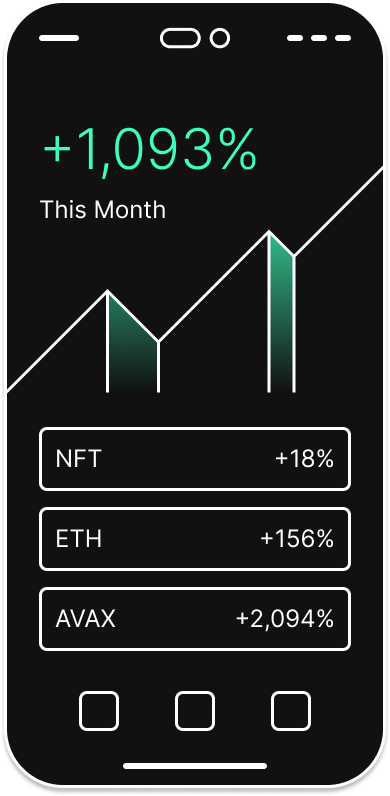 +1,093%
This Month
NFT +18%
ETH +156%
AVAX +2,094%